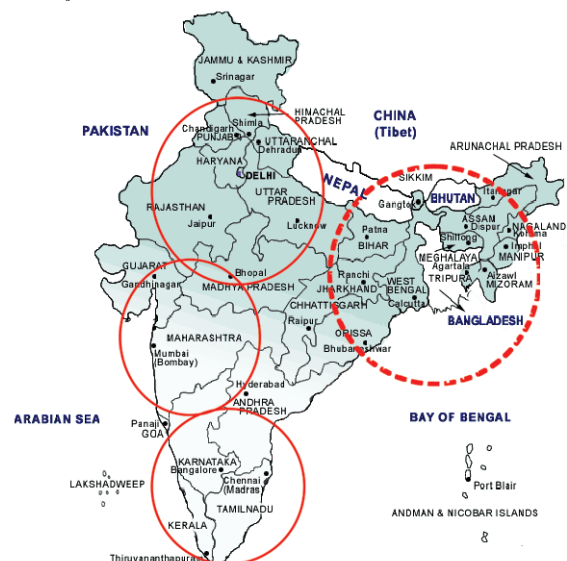 JAMMU & KASHMIR
Srinagar
HIMACHAL
PRADESH
CHINA
(Tibet)
PAKISTAN
Chandigarh
Shimla
PUNJAB
UTTARANCHAL
Dehradun
ARUNACHAL PRADESH
HARYANA
DELHI
NEPAL
SIKKIM
BHUTAN
Itanagar
UTTAR
PRADESH
Gangtok
RAJASTHAN
Jaipur
Lucknow
ASSAM
Dispur
NAGALAND
Kohima
Patna
BIHAR
Shillong
Imphal
MEGHALAYA
MANIPUR
GUJARAT
Gandhinagar
Bhopal
MADHYA PRADESH
Ranchi
JHARKHAND
WEST
BENGAL
Agartala
TRIPURA
Aizawl
MIZORAM
CHHATTISGARH
Calcutta
BANGLADESH
Raipur
MAHARASHTRA
Mumbai
(Bombay)
ORISSA
Bhubaneshwar
Hyderabad
ANDHRA
PRADESH
ARABIAN SEA
Panaji
GOA
BAY OF BENGAL
KARNATAKA
Bangalore
Chennai
(Madras)
LAKSHADWEEP
Port Blair
TAMILNADU
ANDMAN & NICOBAR ISLANDS
KERALA
Thiruvananthapura